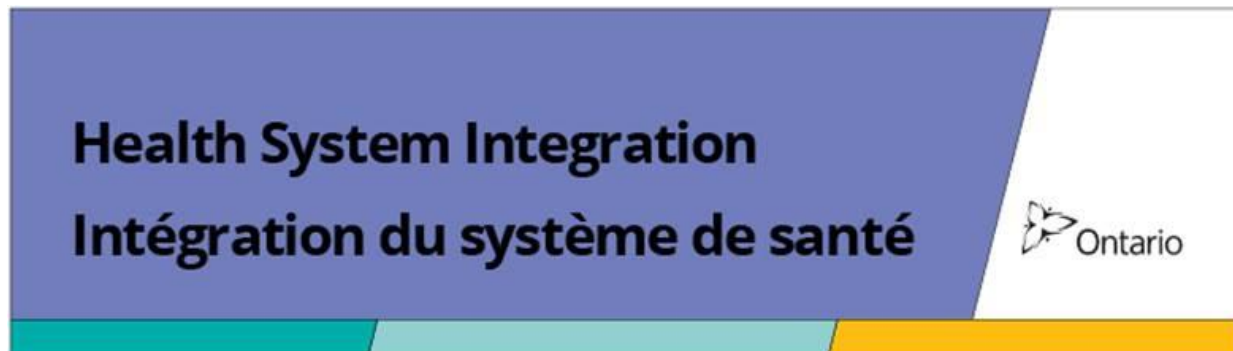 Health System Integration
Intégration du système de santé
Ontario